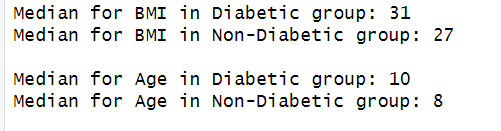 Median for BMI in Diabetic group: 31
Median for BMI in Non-Diabetic group: 27
Median for Age in Diabetic group: 10
Median for Age in Non-Diabetic group: 8